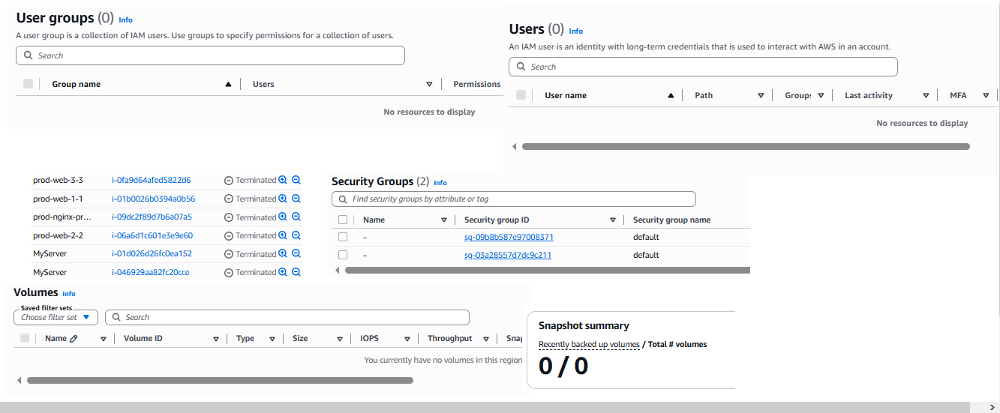 User groups (0) Info
A user group is a collection of IAM users. Use groups to specify permissions for a collection of users.
Search
Group name Users Permissions
No resources to display
Users (0) Info
An IAM user is an identity with long-term credentials that is used to interact with AWS in an account.
Search
User name Path Groups Last activity MFA
No resources to display
prod-web-3-3 i-0fa9d64afed5822d6 Terminated
prod-web-1-1 i-01b0026b0394a0b56 Terminated
prod-nginx-pr... i-09dc2f89d7b6a07a5 Terminated
prod-web-2-2 i-06a6d1c601e3e9e60 Terminated
MyServer i-01d026d26fc0ea152 Terminated
MyServer i-046929aa82fc20cce Terminated
Security Groups (2) Info
Find security groups by attribute or tag
Name Security group ID Security group name
– sg-09b8b587e97008371 default
– sg-03a28557d7dc9c211 default
Volumes Info
Saved filter sets
Choose filter set Search
Name Volume ID Type Size IOPS Throughput Snap
You currently have no volumes in this region
Snapshot summary
Recently backed up volumes / Total # volumes
0 / 0